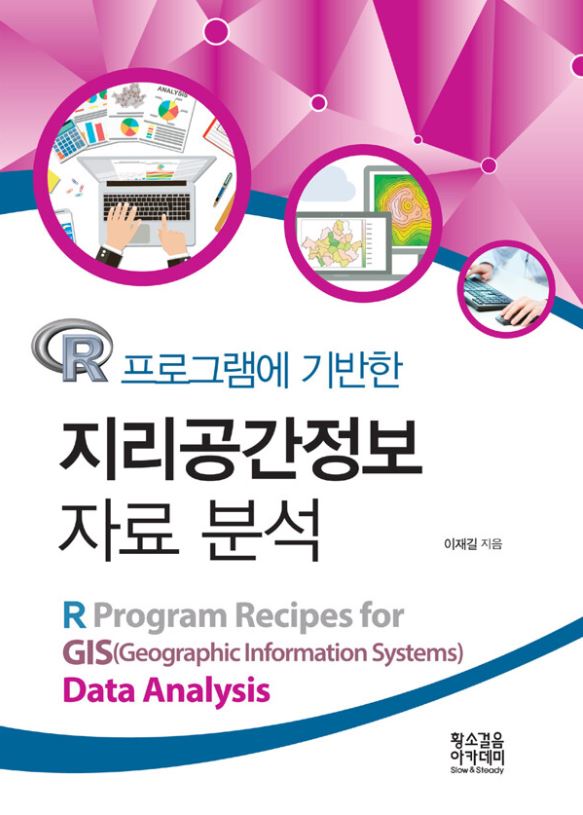 ANALYSIS
R 프로그램에 기반한
지리공간정보
자료 분석
이재길 지음
R Program Recipes for
GIS(Geographic Information Systems)
Data Analysis
황소걸음
아카데미
Slow & Steady